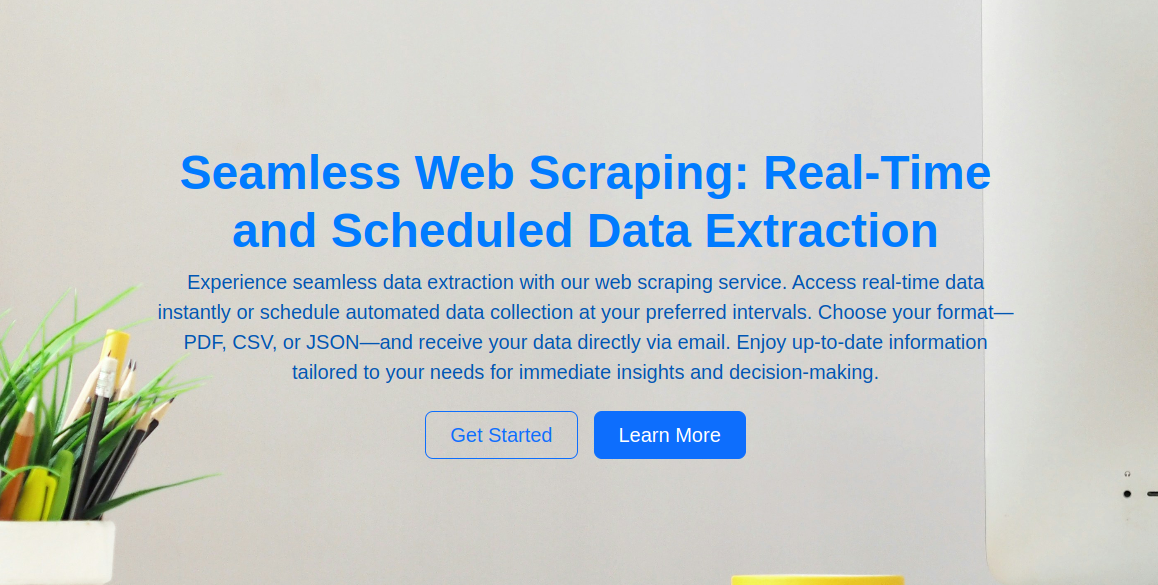 Seamless Web Scraping: Real-Time
and Scheduled Data Extraction
Experience seamless data extraction with our web scraping service. Access real-time data
instantly or schedule automated data collection at your preferred intervals. Choose your format—
PDF, CSV, or JSON—and receive your data directly via email. Enjoy up-to-date information
tailored to your needs for immediate insights and decision-making.
Get Started
Learn More